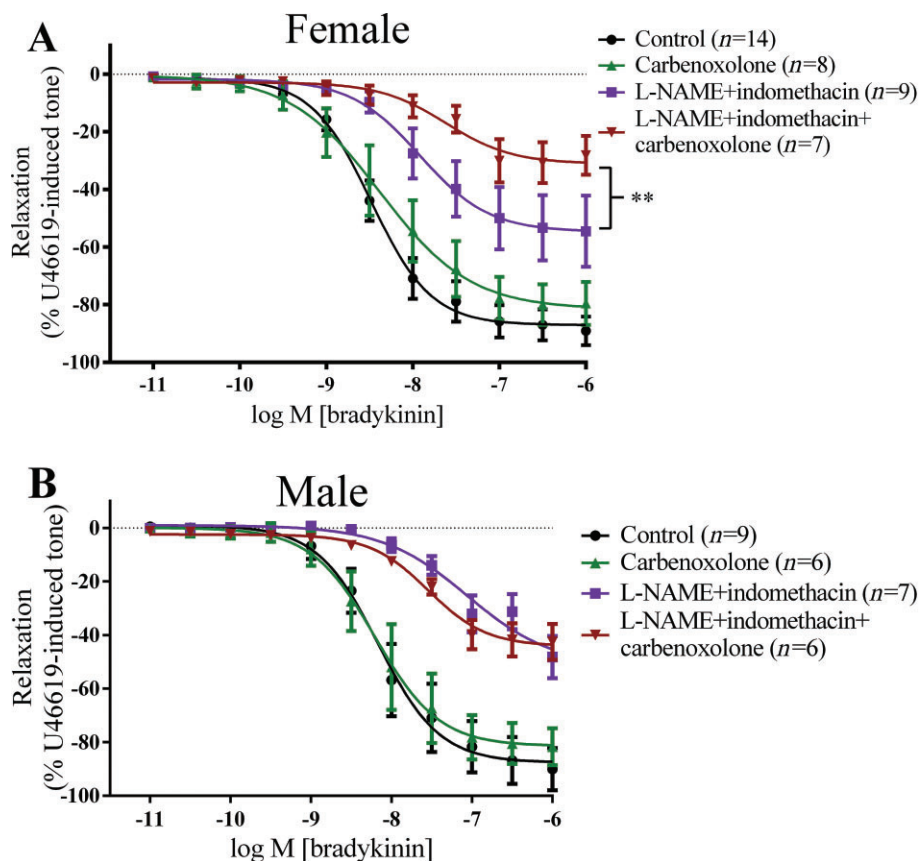 A
Female
Control (n=14)
Carbenoxolone (n=8)
L-NAME+indomethacin (n=9)
L-NAME+indomethacin+
carbenoxolone (n=7)
**
0
-20
-40
-60
-80
-100
Relaxation
(% U46619-induced tone)
-11 -10 -9 -8 -7 -6
log M [bradykinin]
B
Male
Control (n=9)
Carbenoxolone (n=6)
L-NAME+indomethacin (n=7)
L-NAME+indomethacin+
carbenoxolone (n=6)
0
-20
-40
-60
-80
-100
Relaxation
(% U46619-induced tone)
-11 -10 -9 -8 -7 -6
log M [bradykinin]